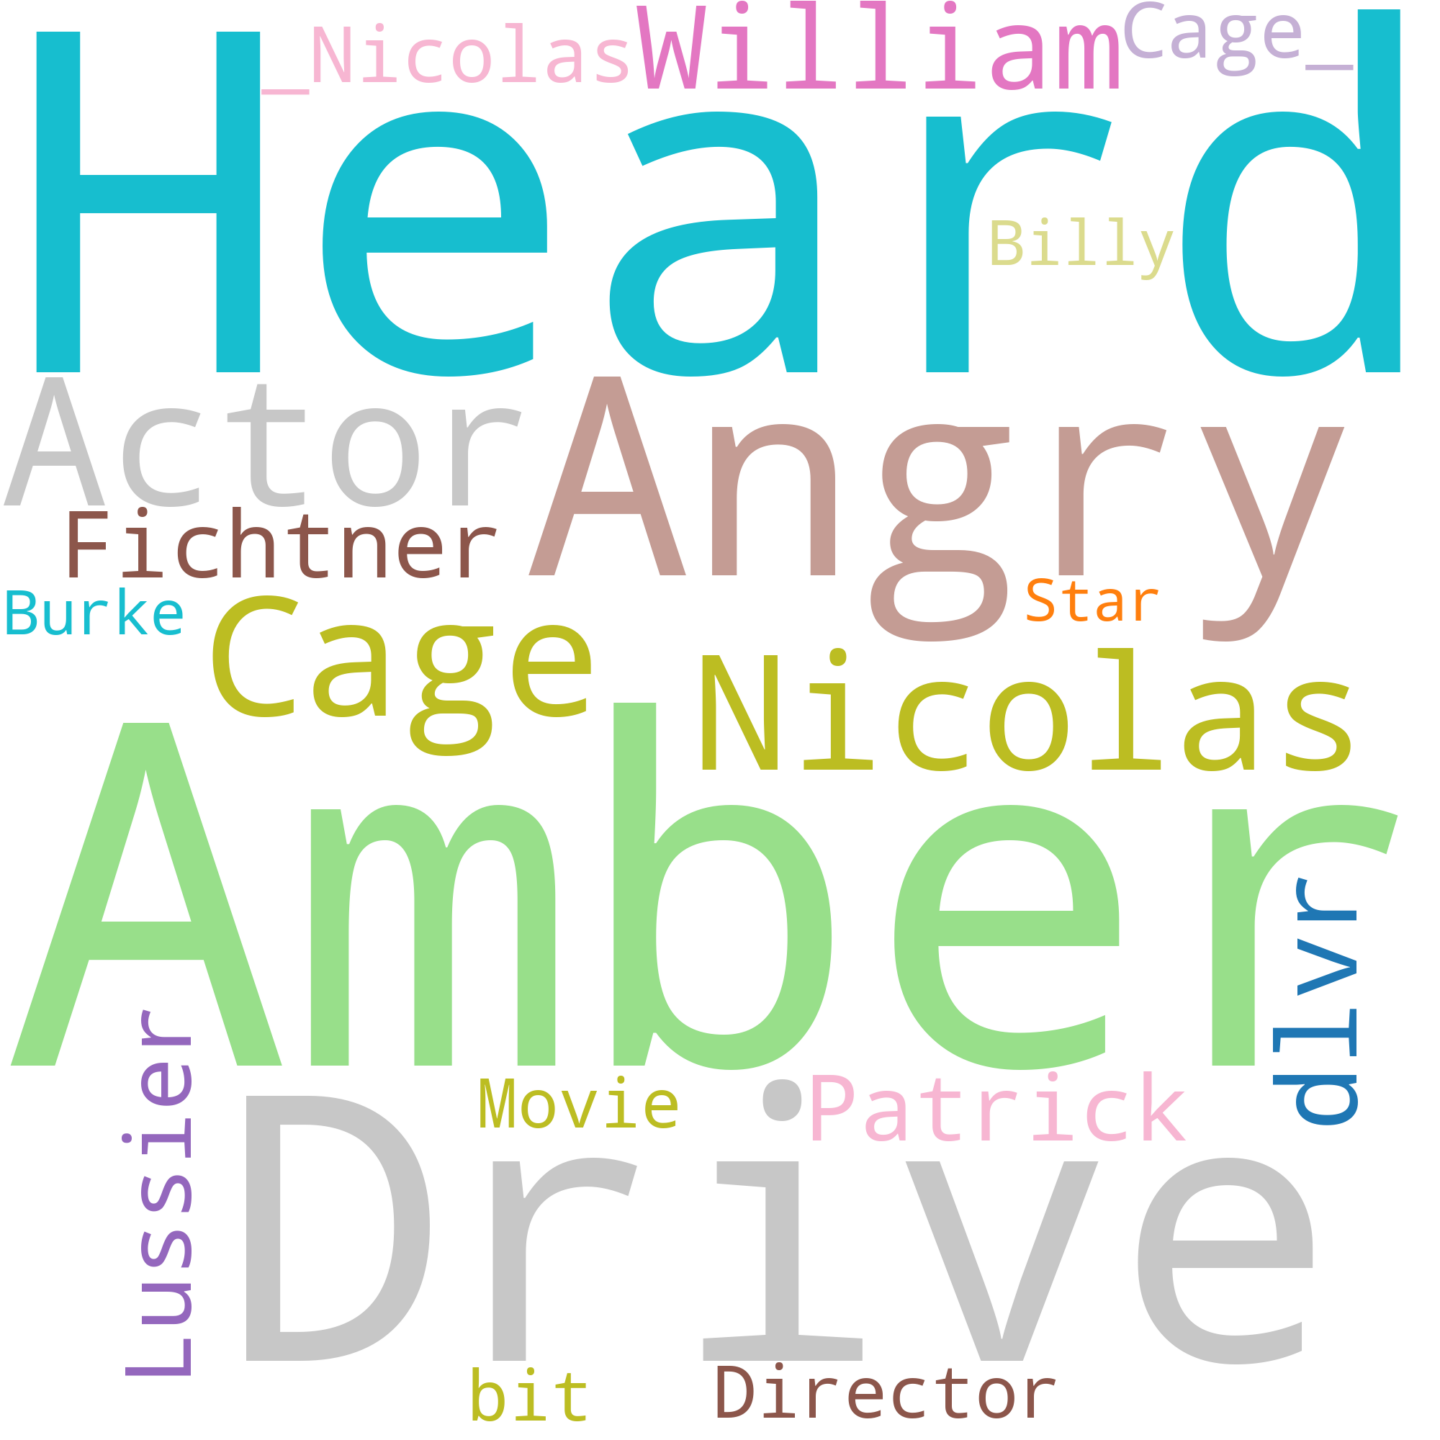 _Nicolas
William
Cage_
Heard
Billy
Actor
Angry
Fichtner
Burke
Star
Cage
Nicolas
Amber
dlvr
Lussier
Movie
Patrick
Drive
bit
Director